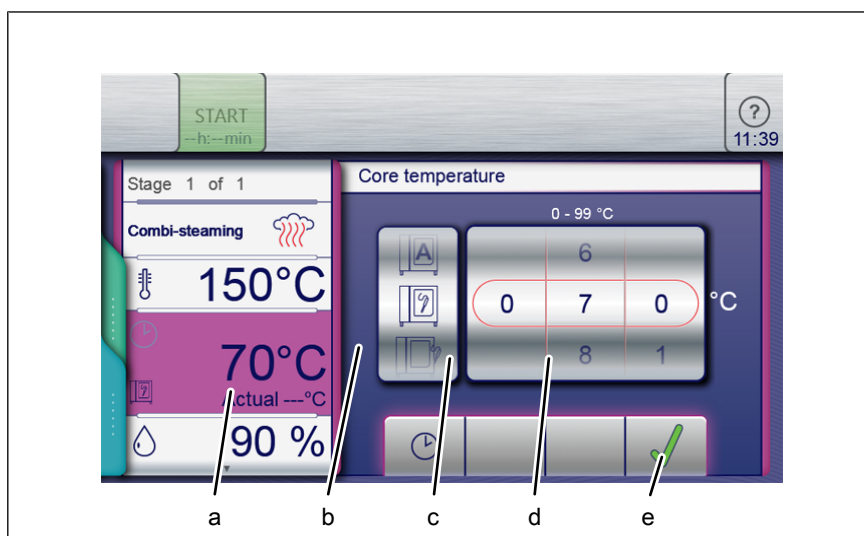 START
--h:--min
?
11:39
Stage 1 of 1
Core temperature
Combi-steaming
0 - 99 °C
A
6
150°C
0 7 0 °C
70°C
8 1
Actual ---°C
90 %
a b c d e